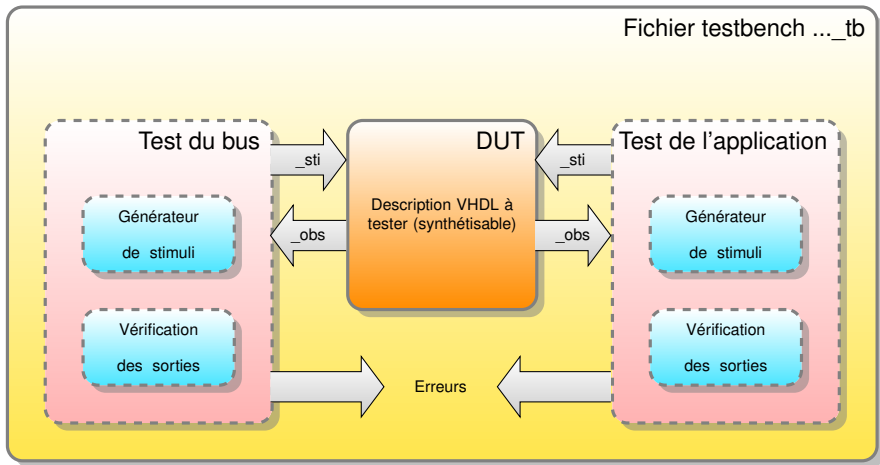 Fichier testbench ..._tb
Test du bus
_sti
DUT
_sti
Test de l'application
Description VHDL à
tester (synthétisable)
Générateur
de stimuli
_obs
_obs
Générateur
de stimuli
Vérification
des sorties
Vérification
des sorties
Erreurs